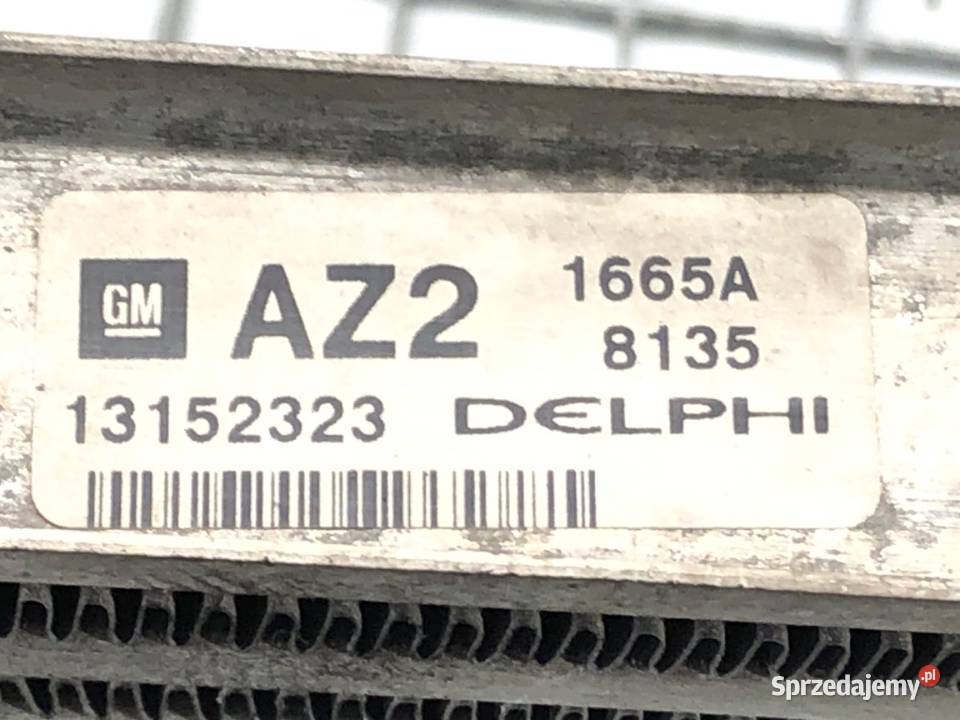 GM AZ2 1665A
8135
13152323 DELPHI
Sprzedajemy.pl